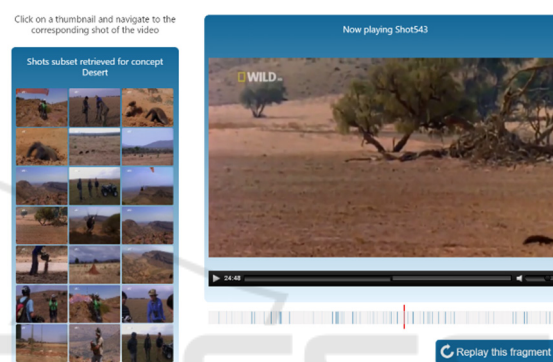 Click on a thumbnail and navigate to the
corresponding shot of the video
Shots subset retrieved for concept
Desert
Now playing Shot543
WILD
24:48
Replay this fragment